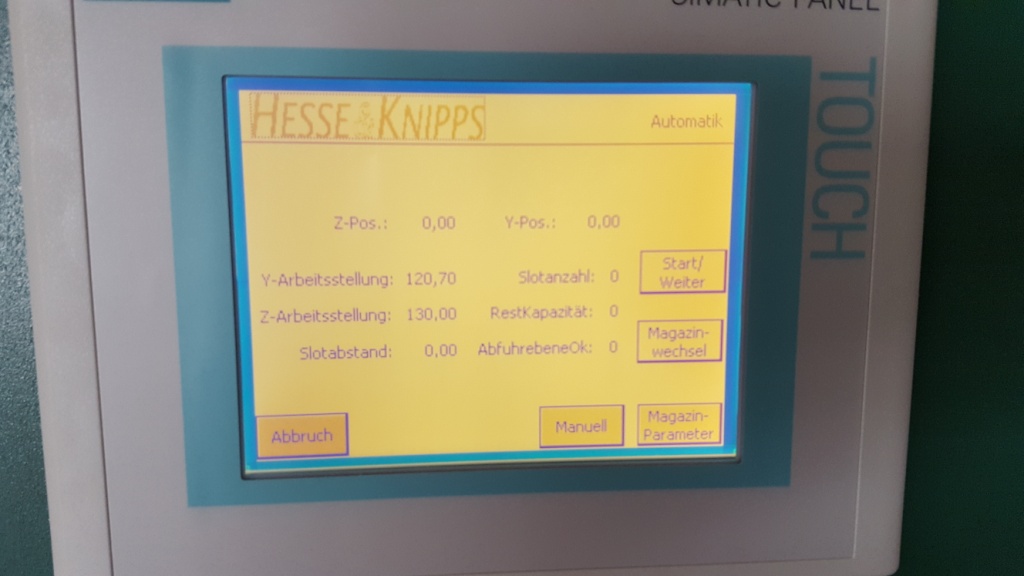 SIMATIC PANEL
TOUCH
HESSE & KNIPPS
Automatik
Z-Pos.: 0,00 Y-Pos.: 0,00
Y-Arbeitsstellung: 120,70 Slotanzahl: 0
Start/
Weiter
Z-Arbeitsstellung: 130,00 RestKapazität: 0
Slotabstand: 0,00 AbfuhrebeneOk: 0
Magazin-
wechsel
Abbruch
Manuell
Magazin-
Parameter